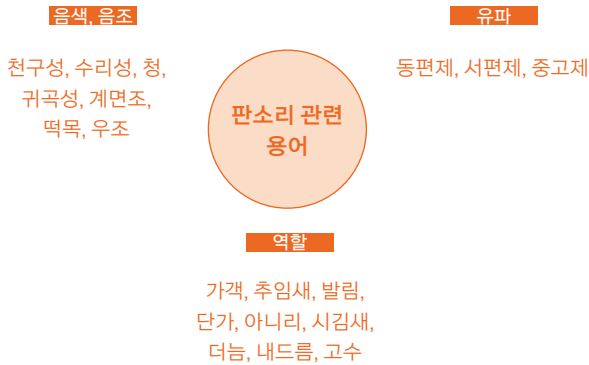 음색, 음조
천구성, 수리성, 청,
귀곡성, 계면조,
떡목, 우조
유파
동편제, 서편제, 중고제
판소리 관련
용어
역할
가객, 추임새, 발림,
단가, 아니리, 시김새,
더늠, 내드름, 고수